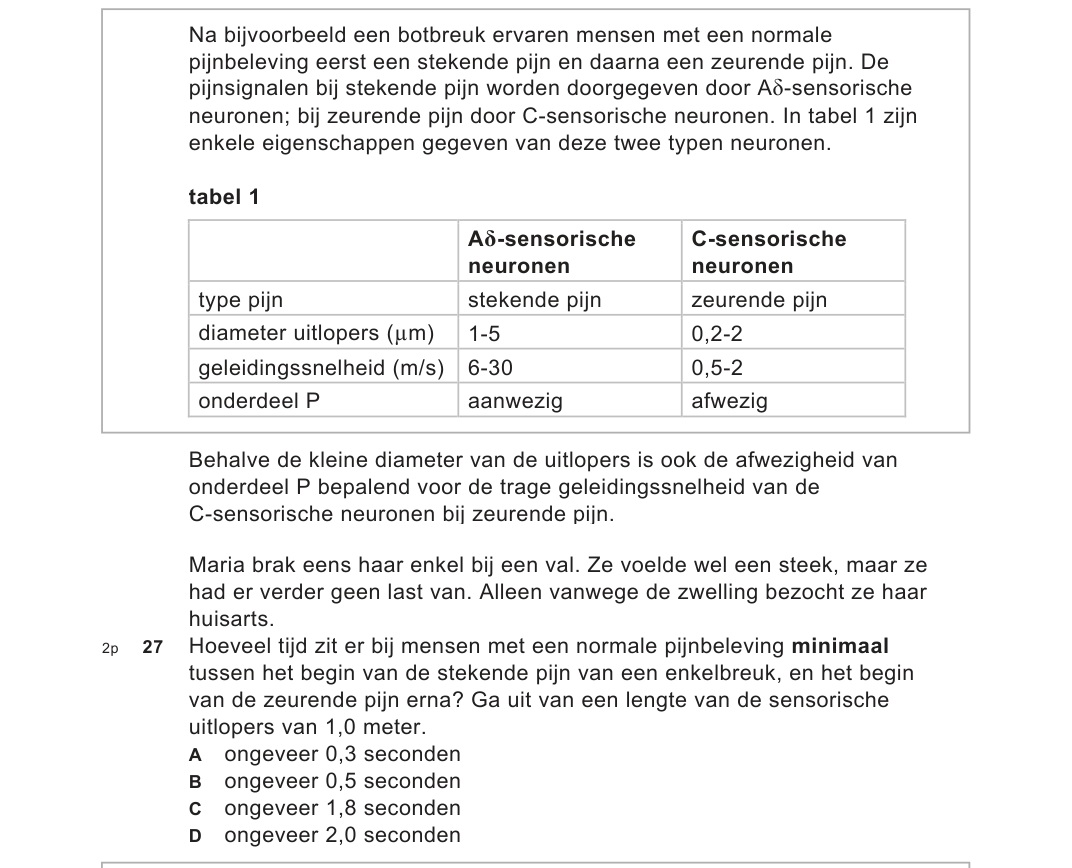 Na bijvoorbeeld een botbreuk ervaren mensen met een normale
pijnbeleving eerst een stekende pijn en daarna een zeurende pijn. De
pijnsignalen bij stekende pijn worden doorgegeven door Aδ-sensorische
neuronen; bij zeurende pijn door C-sensorische neuronen. In tabel 1 zijn
enkele eigenschappen gegeven van deze twee typen neuronen.
tabel 1
Aδ-sensorische neuronen C-sensorische neuronen
type pijn stekende pijn zeurende pijn
diameter uitlopers (μm) 1-5 0,2-2
geleidingssnelheid (m/s) 6-30 0,5-2
onderdeel P aanwezig afwezig
Behalve de kleine diameter van de uitlopers is ook de afwezigheid van
onderdeel P bepalend voor de trage geleidingssnelheid van de
C-sensorische neuronen bij zeurende pijn.
Maria brak eens haar enkel bij een val. Ze voelde wel een steek, maar ze
had er verder geen last van. Alleen vanwege de zwelling bezocht ze haar
huisarts.
2p 27 Hoeveel tijd zit er bij mensen met een normale pijnbeleving minimaal
tussen het begin van de stekende pijn van een enkelbreuk, en het begin
van de zeurende pijn erna? Ga uit van een lengte van de sensorische
uitlopers van 1,0 meter.
A ongeveer 0,3 seconden
B ongeveer 0,5 seconden
C ongeveer 1,8 seconden
D ongeveer 2,0 seconden